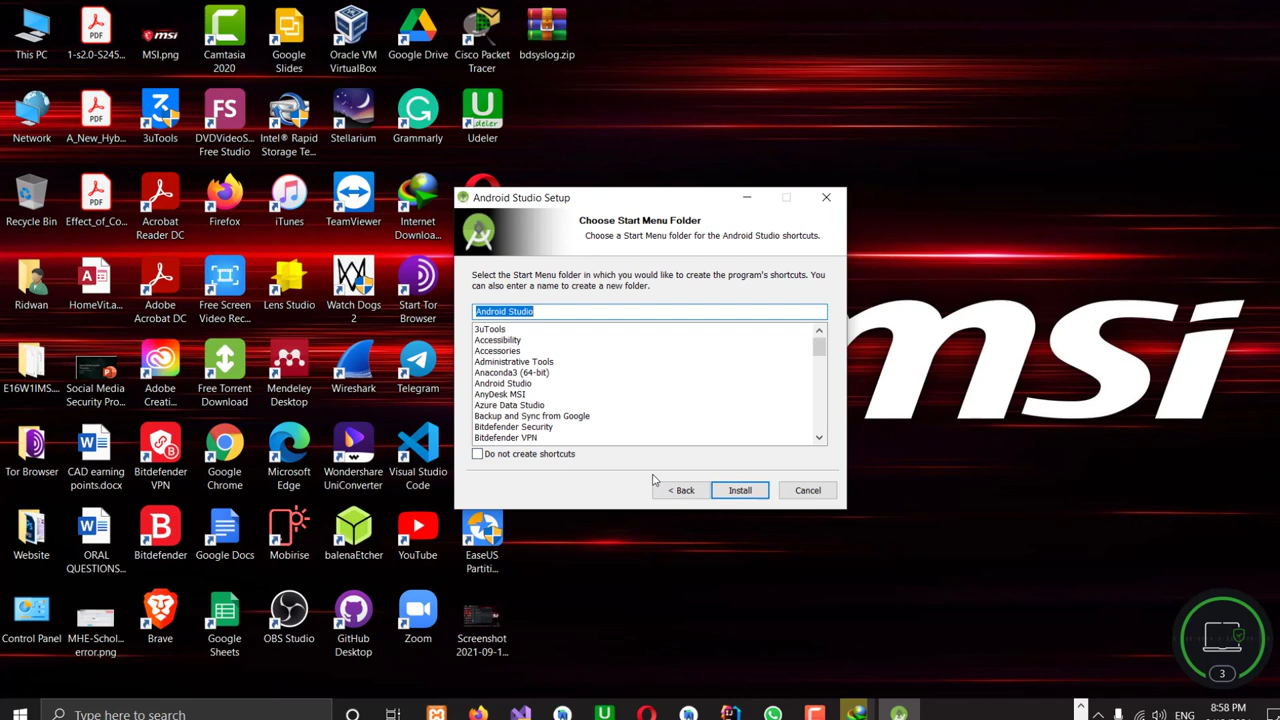 This PC
1-s2.0-S245...
MSI.png
Camtasia
2020
Google
Slides
Oracle VM
VirtualBox
Google Drive
Cisco Packet
Tracer
bdsyslog.zip
Network
A_New_Hyb...
3uTools
DVDVideoS...
Free Studio
Intel® Rapid
Storage Te...
Stellarium
Grammarly
Udeler
Recycle Bin
Effect_of_Co...
Acrobat
Reader DC
Firefox
iTunes
TeamViewer
Internet
Downloa...
Ridwan
HomeVit.a...
Adobe
Acrobat DC
Free Screen
Video Rec...
Lens Studio
Watch Dogs
2
Start Tor
Browser
E16W1IMS...
Social Media
Security Pro...
Adobe
Creati...
Free Torrent
Download
Mendeley
Desktop
Wireshark
Telegram
Tor Browser
CAD earning
points.docx
Bitdefender
VPN
Google
Chrome
Microsoft
Edge
Wondershare
UniConverter
Visual Studio
Code
Website
ORAL
QUESTIONS...
Bitdefender
Google Docs
Mobirise
balenaEtcher
YouTube
EaseUS
Partiti...
Control Panel
MHE-Schol...
error.png
Brave
Google
Sheets
OBS Studio
GitHub
Desktop
Zoom
Screenshot
2021-09-1...
Android Studio Setup
Choose Start Menu Folder
Choose a Start Menu folder for the Android Studio shortcuts.
Select the Start Menu folder in which you would like to create the program's shortcuts. You
can also enter a name to create a new folder.
Android Studio
3uTools
Accessibility
Accessories
Administrative Tools
Anaconda3 (64-bit)
Android Studio
AnyDesk MSI
Azure Data Studio
Backup and Sync from Google
Bitdefender Security
Bitdefender VPN
Do not create shortcuts
< Back
Install
Cancel
msi
3
Type here to search
ENG
8:58 PM